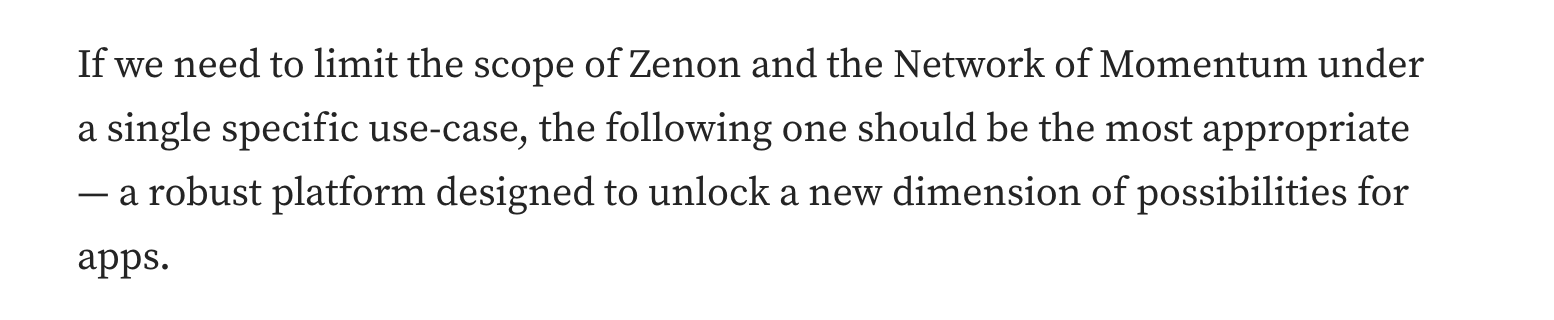 If we need to limit the scope of Zenon and the Network of Momentum under
a single specific use-case, the following one should be the most appropriate
— a robust platform designed to unlock a new dimension of possibilities for
apps.